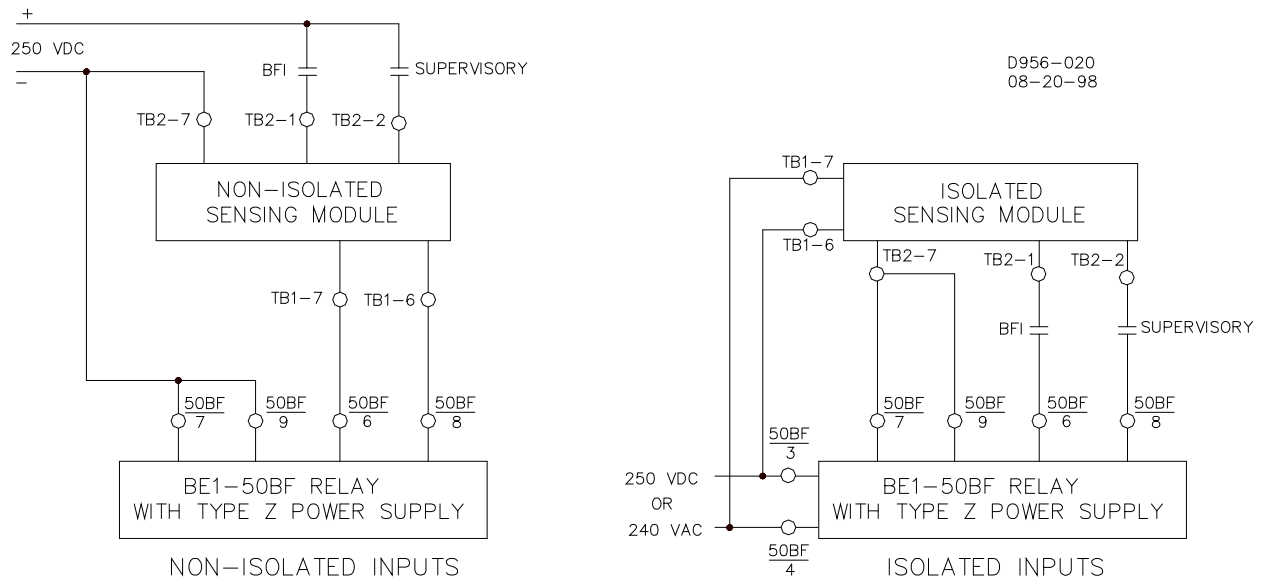 +
250 VDC
−
BFI
SUPERVISORY
TB2−7
TB2−1
TB2−2
NON−ISOLATED
SENSING MODULE
TB1−7
TB1−6
50BF
7
50BF
9
50BF
6
50BF
8
BE1−50BF RELAY
WITH TYPE Z POWER SUPPLY
NON−ISOLATED INPUTS
D956−020
08−20−98
TB1−7
ISOLATED
SENSING MODULE
TB1−6
TB2−7
TB2−1
TB2−2
BFI
SUPERVISORY
50BF
7
50BF
9
50BF
6
50BF
8
50BF
3
250 VDC
OR
240 VAC
50BF
4
BE1−50BF RELAY
WITH TYPE Z POWER SUPPLY
ISOLATED INPUTS